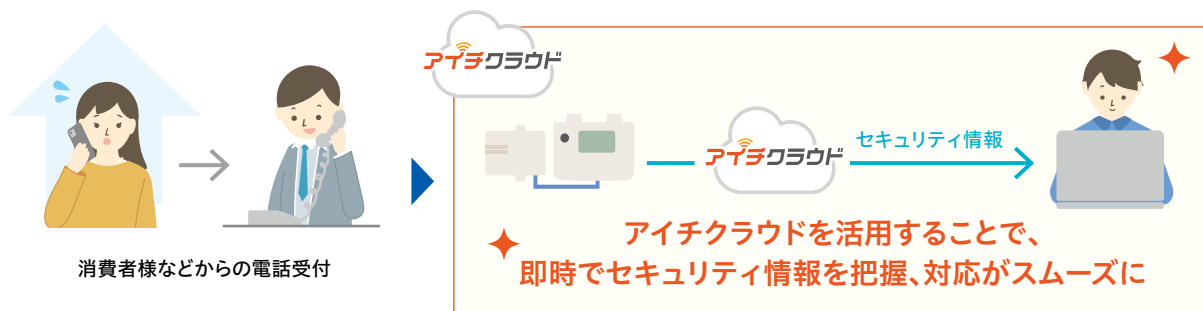 消費者様などからの電話受付
アイチクラウド
アイチクラウド
セキュリティ情報
アイチクラウドを活用することで、
即時でセキュリティ情報を把握、対応がスムーズに